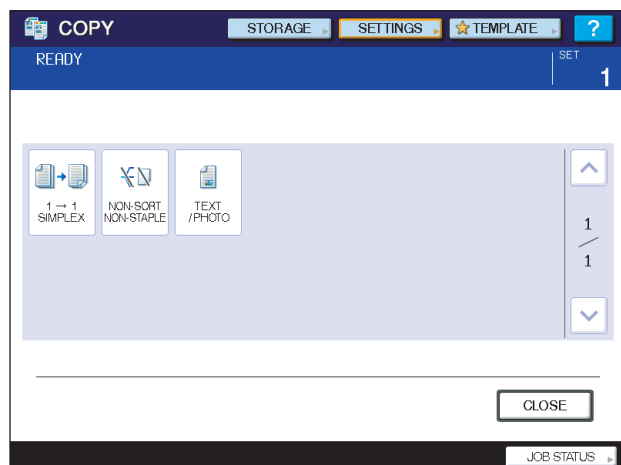 COPY
STORAGE
SETTINGS
TEMPLATE
?
READY
SET
1
1 → 1
SIMPLEX
NON-SORT
NON-STAPLE
TEXT
/PHOTO
1
/
1
CLOSE
JOB STATUS